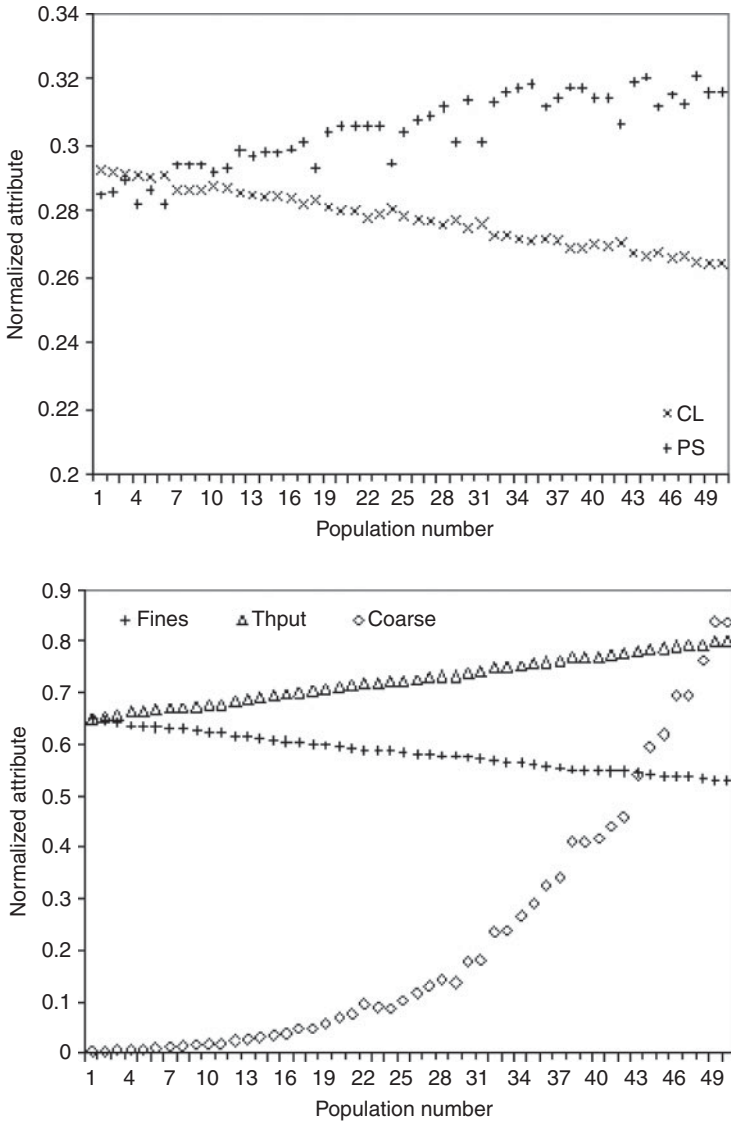 0.34
0.32
0.3
0.28
0.26
0.24
0.22
0.2
Normalized attribute
CL
PS
1 4 7 10 13 16 19 22 25 28 31 34 37 40 43 46 49
Population number
0.9
0.8
0.7
0.6
0.5
0.4
0.3
0.2
0.1
0
Normalized attribute
Fines Thput Coarse
1 4 7 10 13 16 19 22 25 28 31 34 37 40 43 46 49
Population number